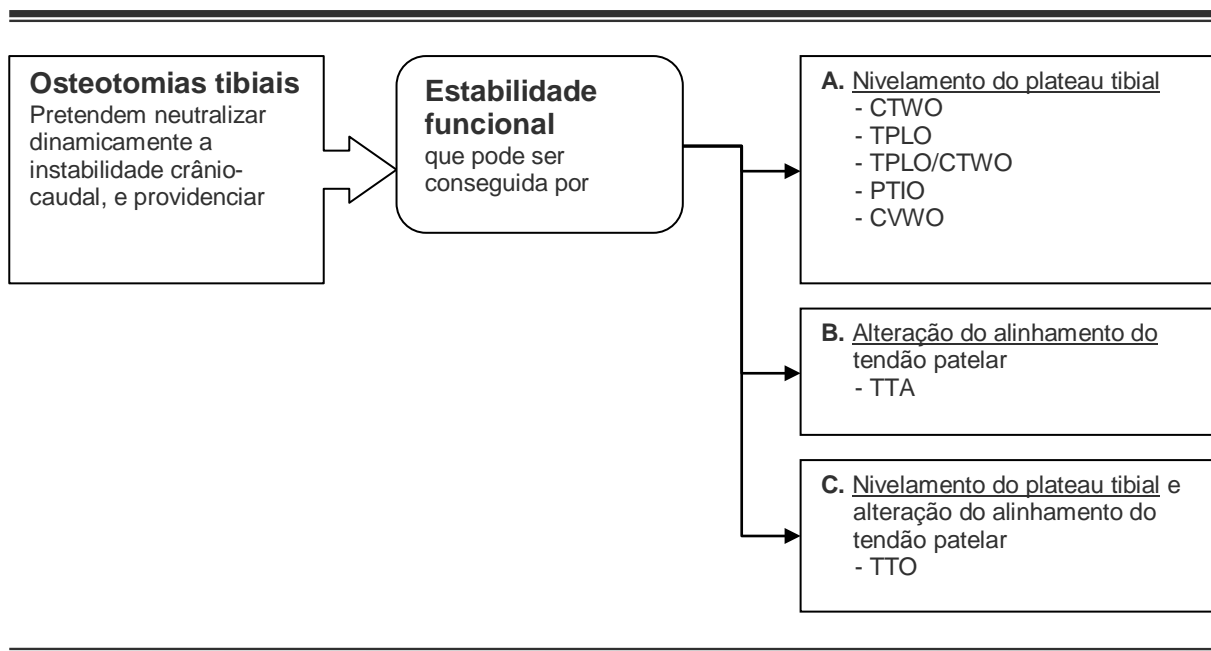 Osteotomias tibiais
Pretendem neutralizar
dinamicamente a
instabilidade crânio-
caudal, e providenciar
Estabilidade
funcional
que pode ser
conseguida por
A. Nivelamento do plateau tibial
- CTWO
- TPLO
- TPLO/CTWO
- PTIO
- CVWO
B. Alteração do alinhamento do
tendão patelar
- TTA
C. Nivelamento do plateau tibial e
alteração do alinhamento do
tendão patelar
- TTO